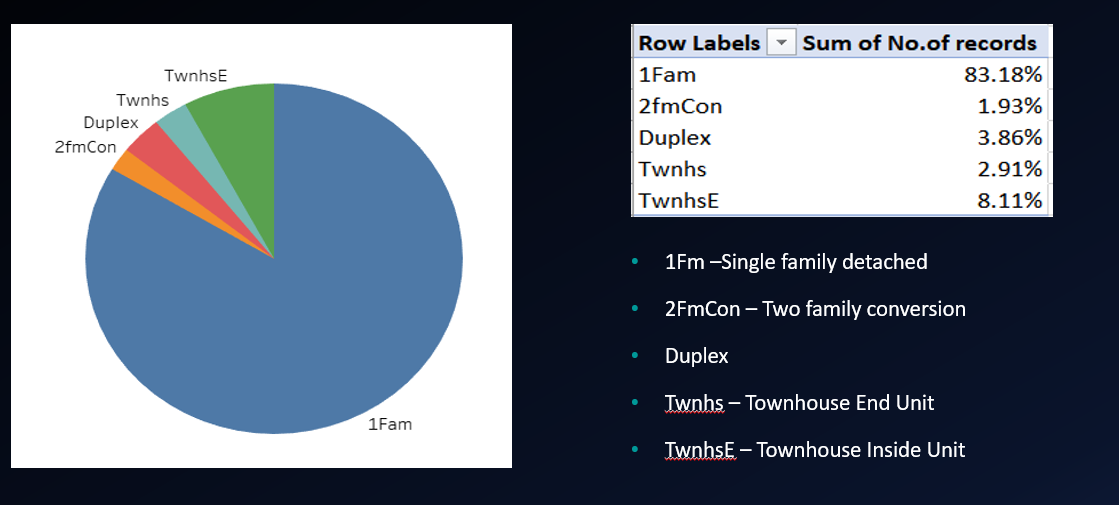 TwnhsE
Twnhs
Duplex
2fmCon
1Fam
Row Labels Sum of No.of records
1Fam 83.18%
2fmCon 1.93%
Duplex 3.86%
Twnhs 2.91%
TwnhsE 8.11%
• 1Fm –Single family detached
• 2FmCon – Two family conversion
• Duplex
• Twnhs – Townhouse End Unit
• TwnhsE – Townhouse Inside Unit